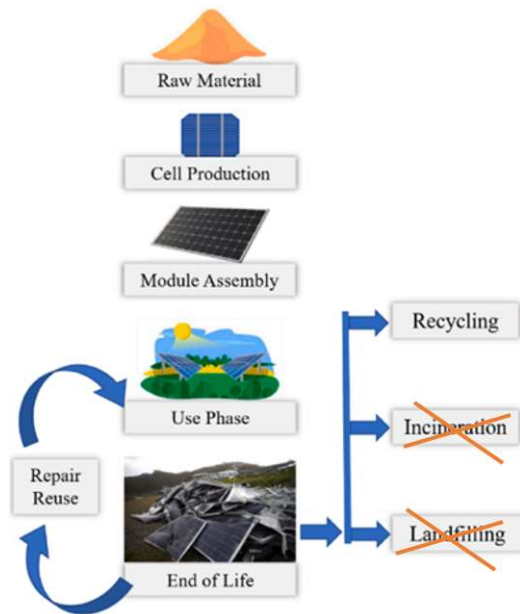 Raw Material
Cell Production
Module Assembly
Use Phase
Repair
Reuse
End of Life
Recycling
Incineration
Landfilling